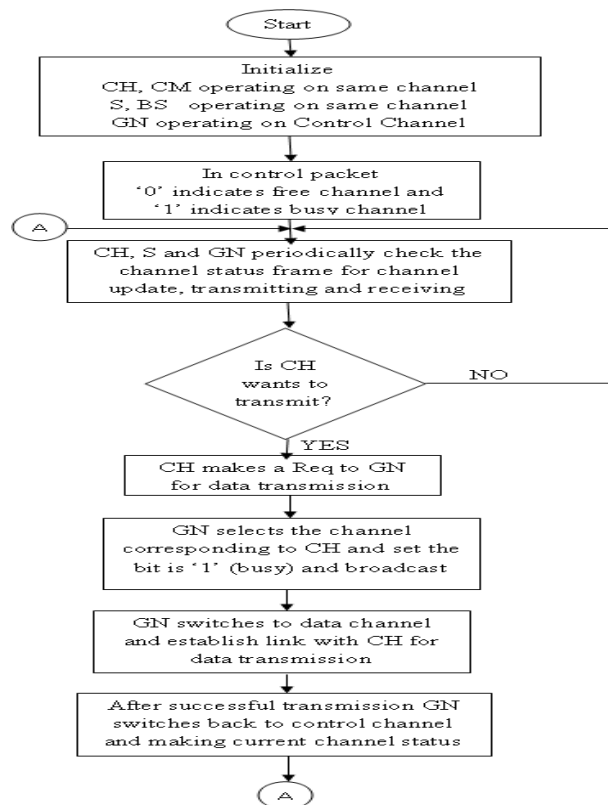 Start
Initialize
CH, CM operating on same channel
S, BS operating on same channel
GN operating on Control Channel
In control packet
‘0’ indicates free channel and
‘1’ indicates busy channel
A
CH, S and GN periodically check the
channel status frame for channel
update, transmitting and receiving
Is CH
wants to
transmit?
NO
YES
CH makes a Req to GN
for data transmission
GN selects the channel
corresponding to CH and set the
bit is ‘1’ (busy) and broadcast
GN switches to data channel
and establish link with CH for
data transmission
After successful transmission GN
switches back to control channel
and making current channel status
A